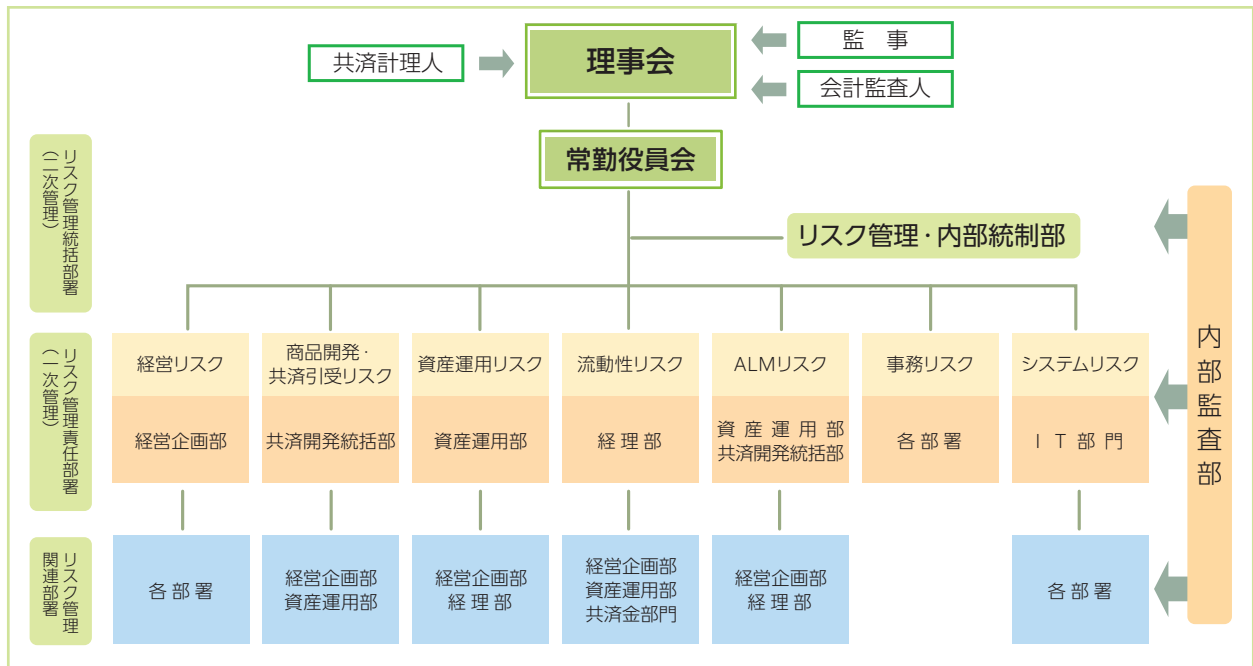 共済計理人
理事会
監 事
会計監査人
常勤役員会
リスク管理・内部統制部
リスク管理統括部署
（二次管理）
内部監査部
リスク管理責任部署
（一次管理）
経営リスク
商品開発・
共済引受リスク
資産運用リスク
流動性リスク
ALMリスク
事務リスク
システムリスク
経営企画部
共済開発統括部
資産運用部
経理部
資産運用部
共済開発統括部
各部署
IT部門
リスク管理
関連部署
各部署
経営企画部
資産運用部
経営企画部
経理部
経営企画部
資産運用部
共済金部門
経営企画部
経理部
各部署